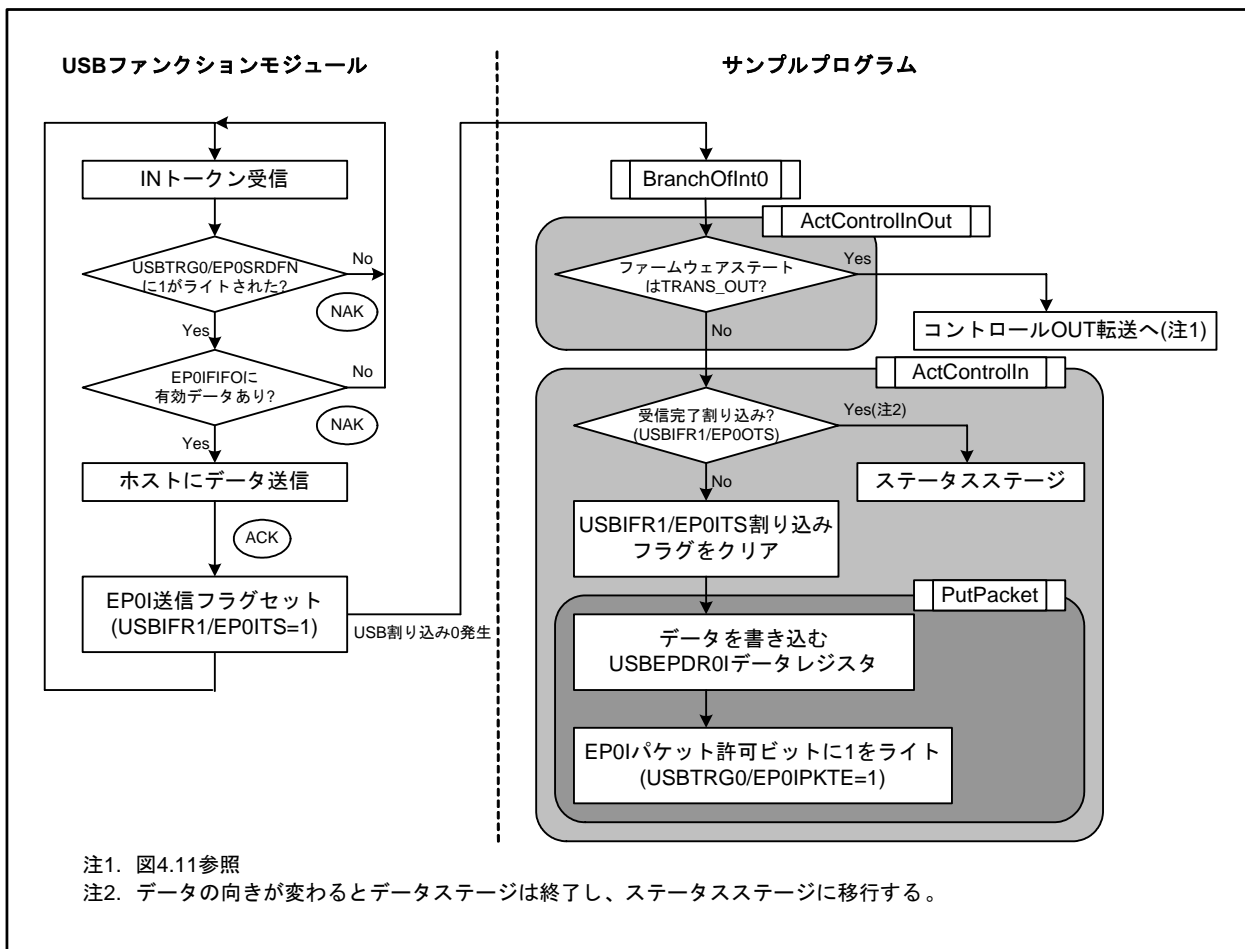 USBファンクションモジュール
サンプルプログラム
INトークン受信
USBTRG0/EP0SRDFN
に1がライトされた?
No
NAK
Yes
EP0IFIFOに
有効データあり?
No
NAK
Yes
ホストにデータ送信
ACK
EP0I送信フラグセット
(USBIFR1/EP0ITS=1)
USB割り込み0発生
BranchOfInt0
ActControlInOut
ファームウェアステート
はTRANS_OUT?
Yes
コントロールOUT転送へ(注1)
No
ActControlIn
受信完了割り込み?
(USBIFR1/EP0OTS)
Yes(注2)
ステータスステージ
No
USBIFR1/EP0ITS割り込み
フラグをクリア
PutPacket
データを書き込む
USBEPDR0Iデータレジスタ
EP0Iパケット許可ビットに1をライト
(USBTRG0/EP0IPKTE=1)
注1. 図4.11参照
注2. データの向きが変わるとデータステージは終了し、ステータスステージに移行する。